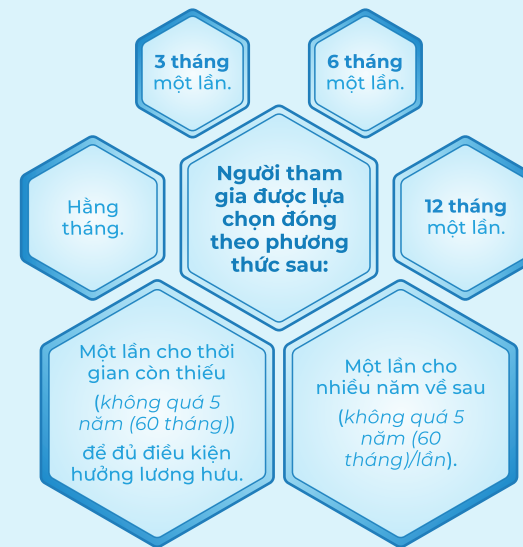 3 tháng
một lần.
6 tháng
một lần.
Người tham
gia được lựa
chọn đóng
theo phương
thức sau:
Hằng
tháng.
12 tháng
một lần.
Một lần cho thời
gian còn thiếu
(không quá 5
năm (60 tháng))
để đủ điều kiện
hưởng lương hưu.
Một lần cho
nhiều năm về sau
(không quá 5
năm (60
tháng)/lần).